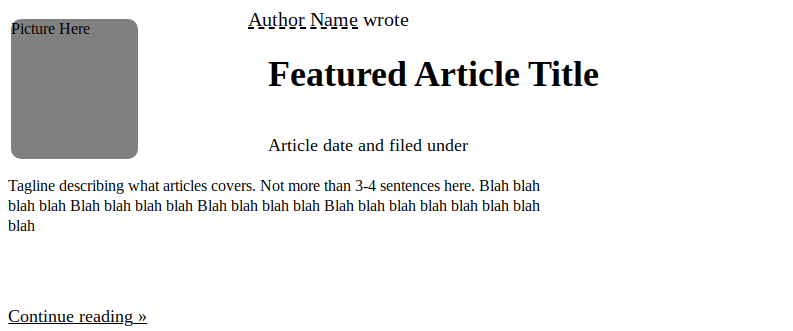 Picture Here
Author Name wrote
Featured Article Title
Article date and filed under
Tagline describing what articles covers. Not more than 3-4 sentences here. Blah blah
blah blah Blah blah blah blah Blah blah blah blah Blah blah blah blah blah blah blah
blah
Continue reading »